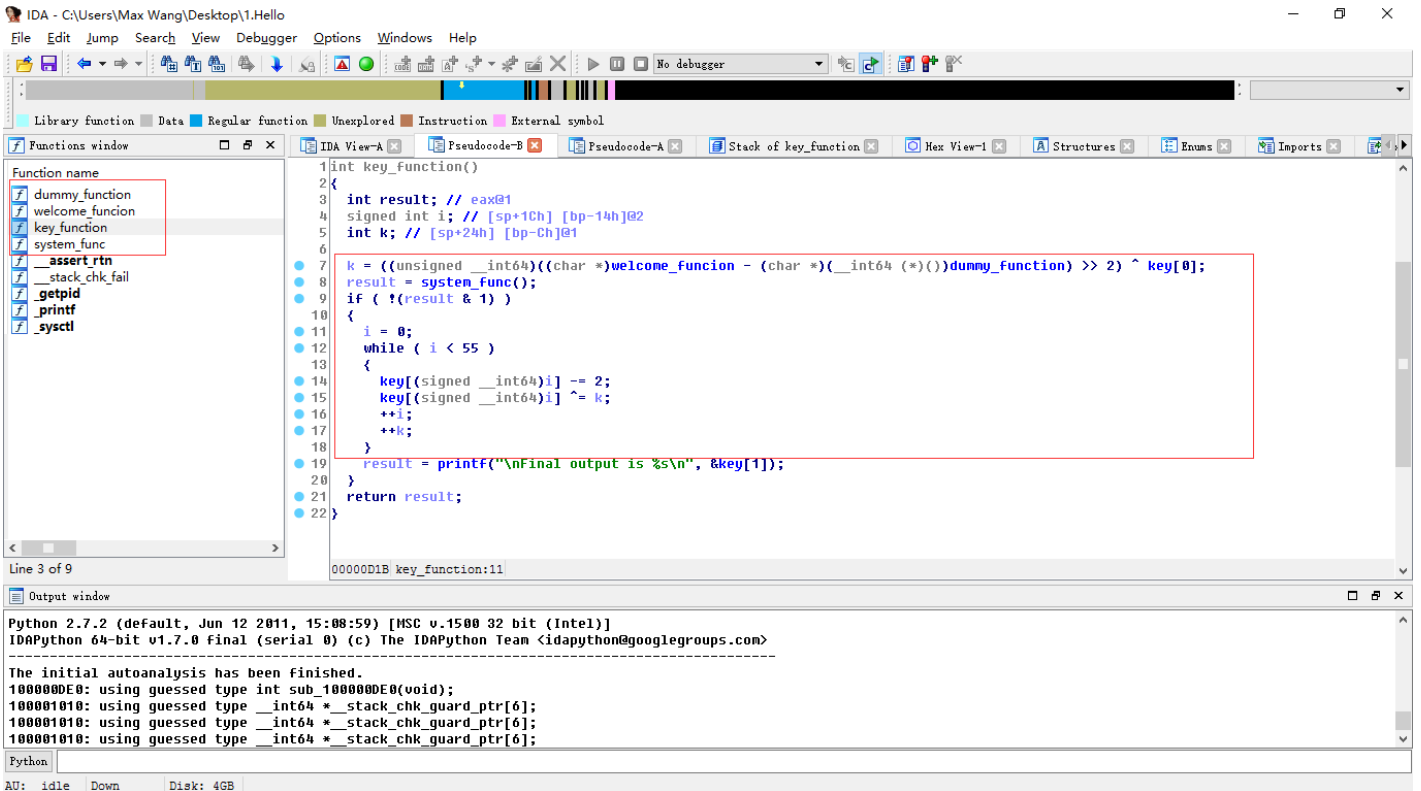 IDA - C:\Users\Max Wang\Desktop\1.Hello
File Edit Jump Search View Debugger Options Windows Help
No debugger
Library function Data Regular function Unexplored Instruction External symbol
Functions window
IDA View-A Pseudocode-B Pseudocode-A Stack of key_function Hex View-1 Structures Enums Imports
Function name
dummy_function
welcome_funcion
key_function
system_func
__assert_rtn
__stack_chk_fail
_getpid
_printf
_sysctl
Line 3 of 9
1 int key_function()
2 {
3 int result; // eax@1
4 signed int i; // [sp+1Ch] [bp-14h]@2
5 int k; // [sp+24h] [bp-Ch]@1
6
7 k = ((unsigned __int64)((char *)welcome_funcion - (char *)(__int64 (*)())dummy_function) >> 2) ^ key[0];
8 result = system_func();
9 if ( !(result & 1) )
10 {
11 i = 0;
12 while ( i < 55 )
13 {
14 key[(signed __int64)i] -= 2;
15 key[(signed __int64)i] ^= k;
16 ++i;
17 ++k;
18 }
19 result = printf("\nFinal output is %s\n", &key[1]);
20 }
21 return result;
22 }
00000D1B key_function:11
Output window
Python 2.7.2 (default, Jun 12 2011, 15:08:59) [MSC v.1500 32 bit (Intel)]
IDAPython 64-bit v1.7.0 final (serial 0) (c) The IDAPython Team <idapython@googlegroups.com>
---------------------------------------------------------------------------------------------
The initial autoanalysis has been finished.
100000DE0: using guessed type int sub_100000DE0(void);
100001010: using guessed type __int64 *__stack_chk_guard_ptr[6];
100001010: using guessed type __int64 *__stack_chk_guard_ptr[6];
100001010: using guessed type __int64 *__stack_chk_guard_ptr[6];
Python
AU: idle Down Disk: 4GB